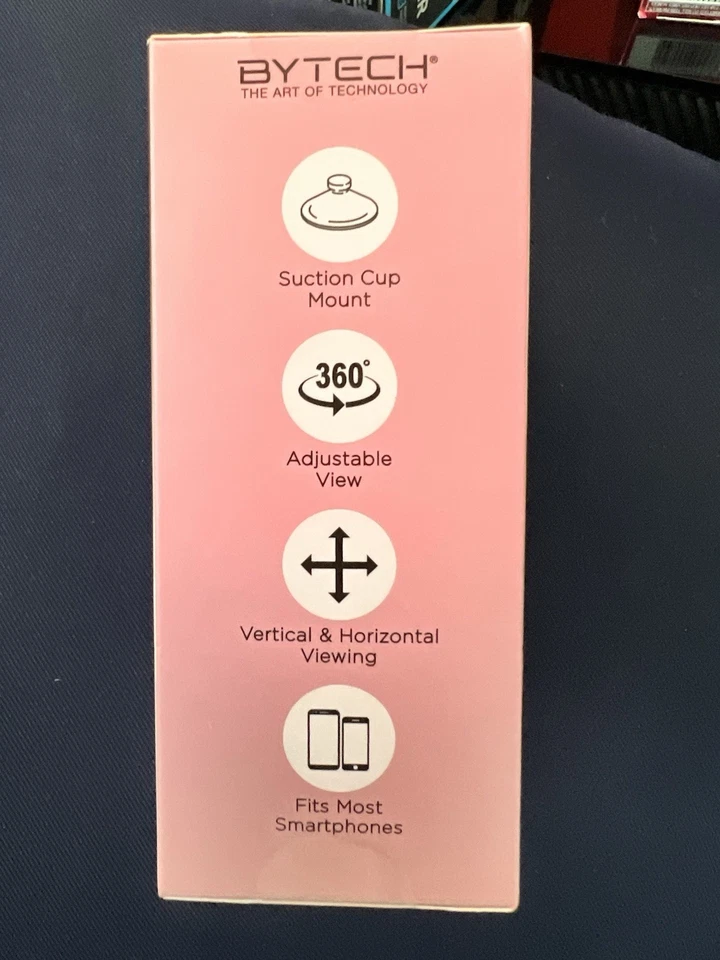 BYTECH®
THE ART OF TECHNOLOGY
Suction Cup
Mount
360°
Adjustable
View
Vertical & Horizontal
Viewing
Fits Most
Smartphones